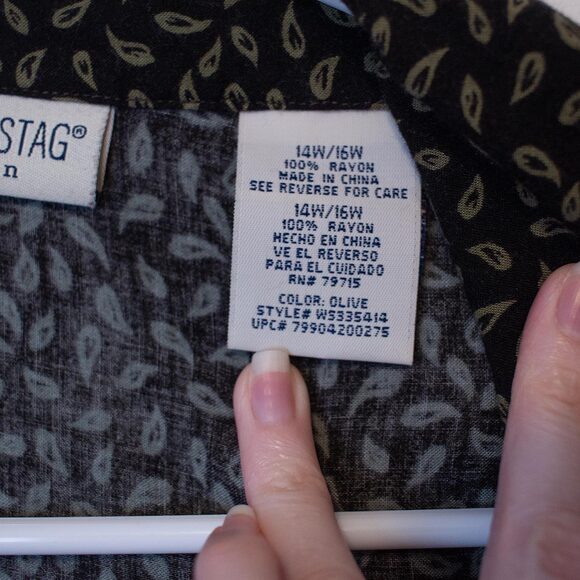 STAG®
n
14W/16W
100% RAYON
MADE IN CHINA
SEE REVERSE FOR CARE
14W/16W
100% RAYON
HECHO EN CHINA
VE EL REVERSO
PARA EL CUIDADO
RN# 79715
COLOR: OLIVE
STYLE# WS335414
UPC# 79904200275